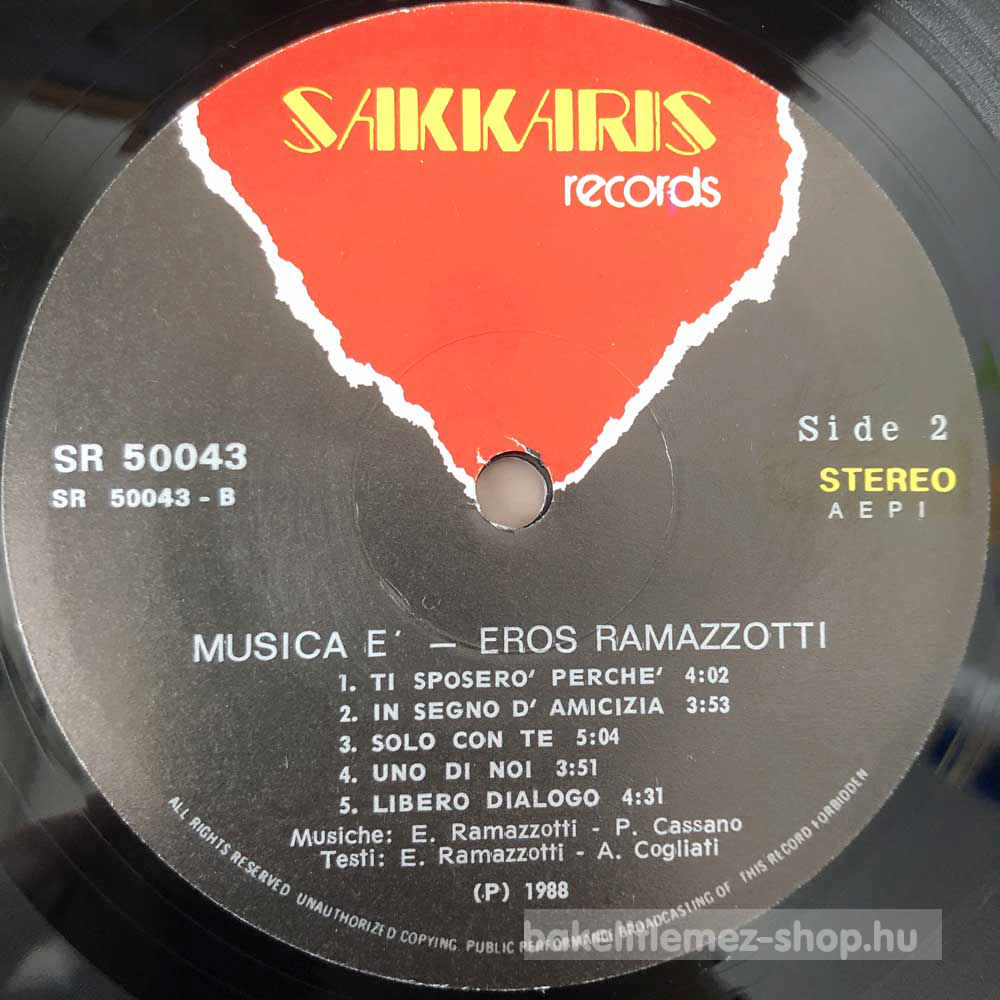 SAKKARIS
records
SR 50043
SR 50043 - B
Side 2
STEREO
AEPI
MUSICA E´ — EROS RAMAZZOTTI
1. TI SPOSERO´ PERCHE´ 4:02
2. IN SEGNO D´ AMICIZIA 3:53
3. SOLO CON TE 5:04
4. UNO DI NOI 3:51
5. LIBERO DIALOGO 4:31
Musiche: E. Ramazzotti - P. Cassano
Testi: E. Ramazzotti - A. Cogliati
(P) 1988
ALL RIGHTS RESERVED UNAUTHORIZED COPYING. PUBLIC PERFORMANCE BROADCASTING OF THIS RECORD FORBIDDEN
bakelitlemez-shop.hu